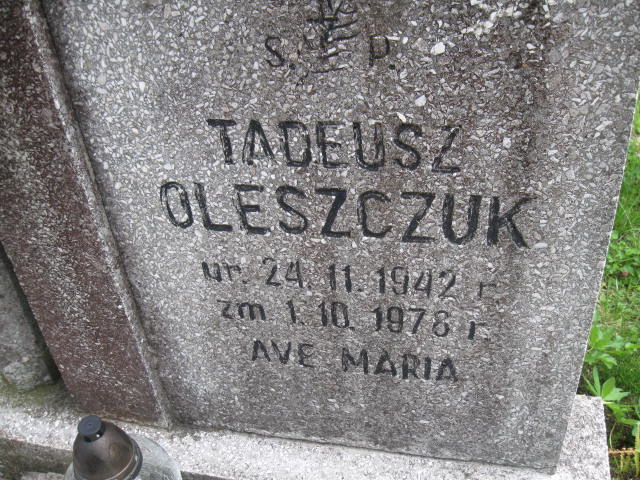 Ś. P.
TADEUSZ
OLESZCZUK
ur. 24. 11. 1942 r.
zm 1. 10. 1978 r.
AVE MARIA